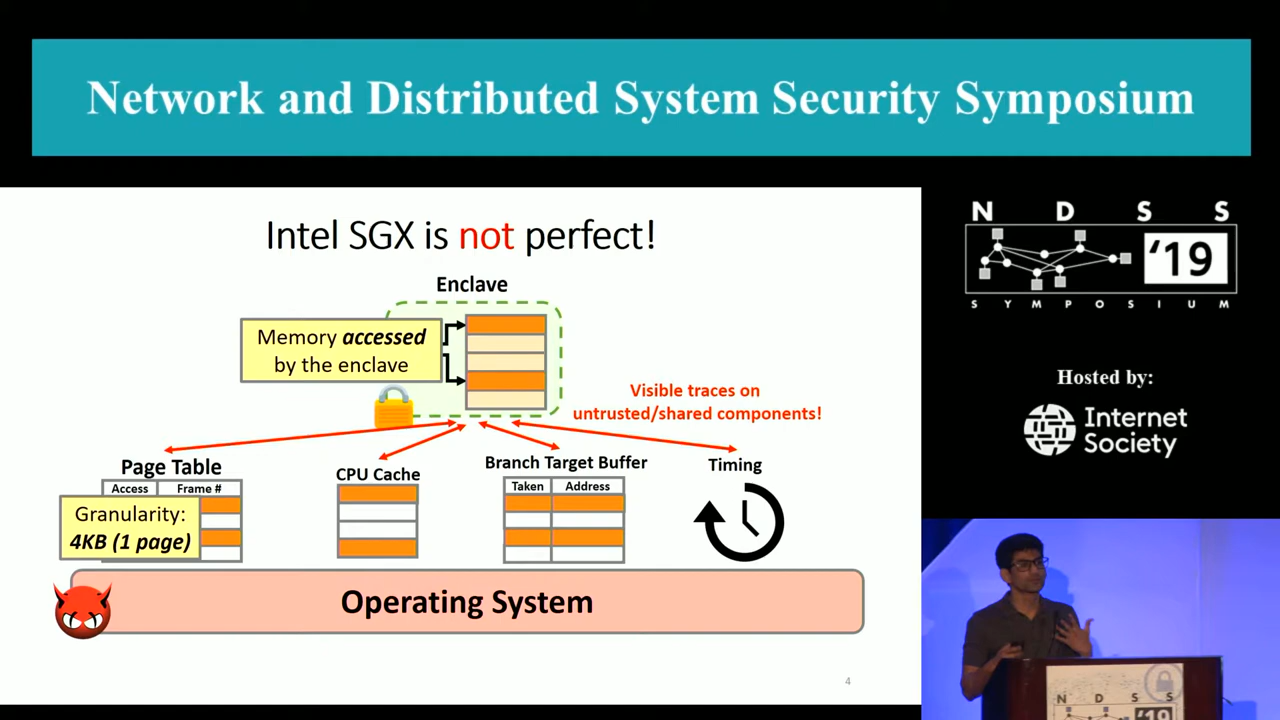 Network and Distributed System Security Symposium
Intel SGX is not perfect!
Enclave
Memory accessed
by the enclave
Visible traces on
untrusted/shared components!
Page Table
Access Frame #
Granularity:
4KB (1 page)
CPU Cache
Branch Target Buffer
Taken Address
Timing
Operating System
4
N D S S
'19
S Y M P O S I U M
Hosted by:
Internet
Society
N D S S
'19